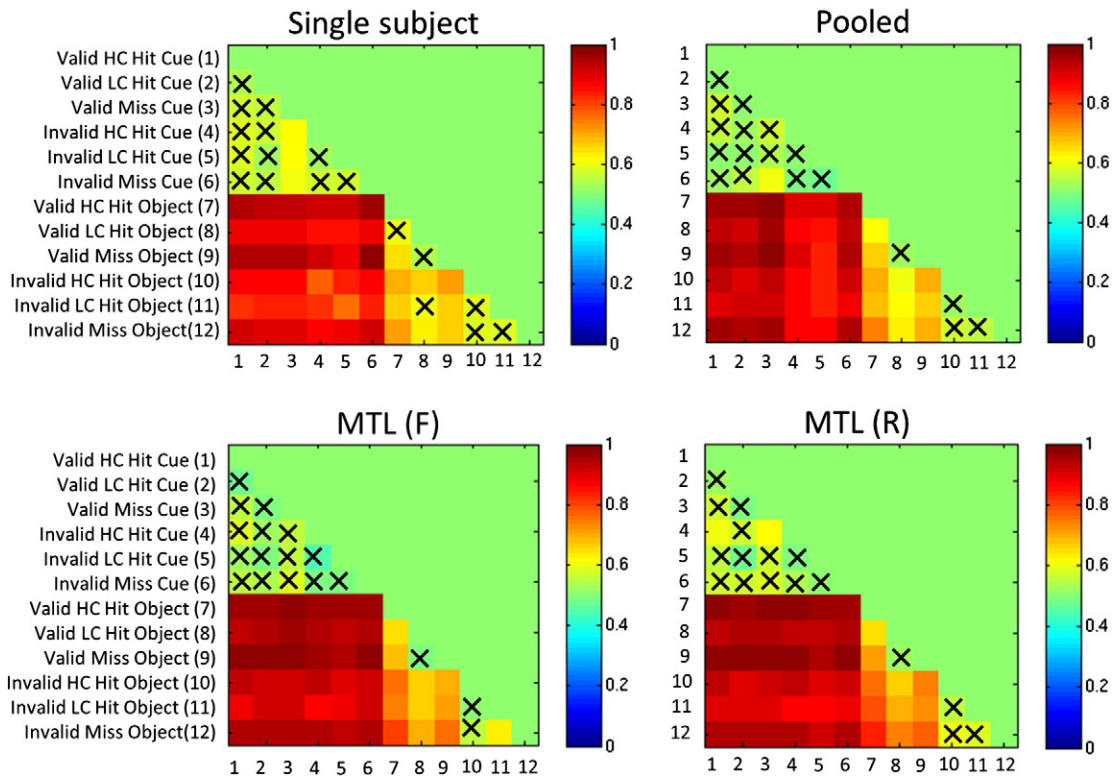 Single subject
Pooled
Valid HC Hit Cue (1)
Valid LC Hit Cue (2)
Valid Miss Cue (3)
Invalid HC Hit Cue (4)
Invalid LC Hit Cue (5)
Invalid Miss Cue (6)
Valid HC Hit Object (7)
Valid LC Hit Object (8)
Valid Miss Object (9)
Invalid HC Hit Object (10)
Invalid LC Hit Object (11)
Invalid Miss Object(12)
1 2 3 4 5 6 7 8 9 10 11 12
1
0.8
0.6
0.4
0.2
0
1
2
3
4
5
6
7
8
9
10
11
12
1 2 3 4 5 6 7 8 9 10 11 12
1
0.8
0.6
0.4
0.2
0
MTL (F)
MTL (R)
Valid HC Hit Cue (1)
Valid LC Hit Cue (2)
Valid Miss Cue (3)
Invalid HC Hit Cue (4)
Invalid LC Hit Cue (5)
Invalid Miss Cue (6)
Valid HC Hit Object (7)
Valid LC Hit Object (8)
Valid Miss Object (9)
Invalid HC Hit Object (10)
Invalid LC Hit Object (11)
Invalid Miss Object(12)
1 2 3 4 5 6 7 8 9 10 11 12
1
0.8
0.6
0.4
0.2
0
1
2
3
4
5
6
7
8
9
10
11
12
1 2 3 4 5 6 7 8 9 10 11 12
1
0.8
0.6
0.4
0.2
0